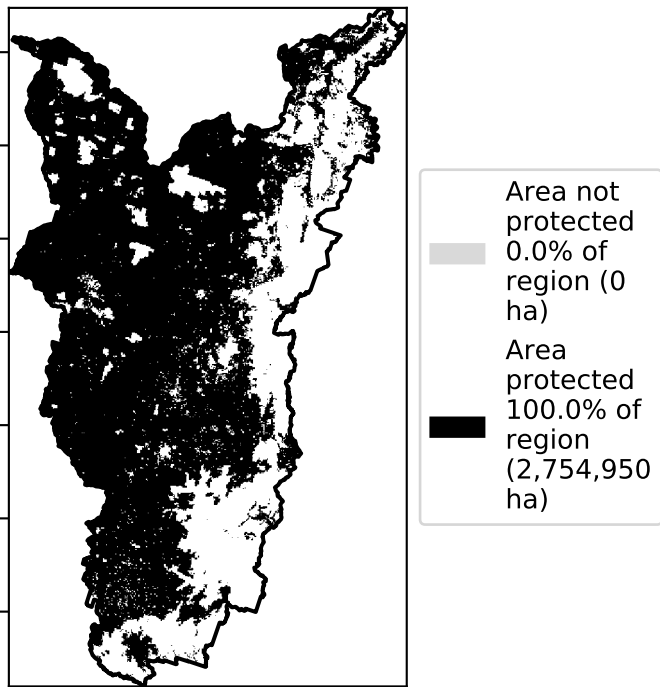 Area not
protected
0.0% of
region (0
ha)
Area
protected
100.0% of
region
(2,754,950
ha)